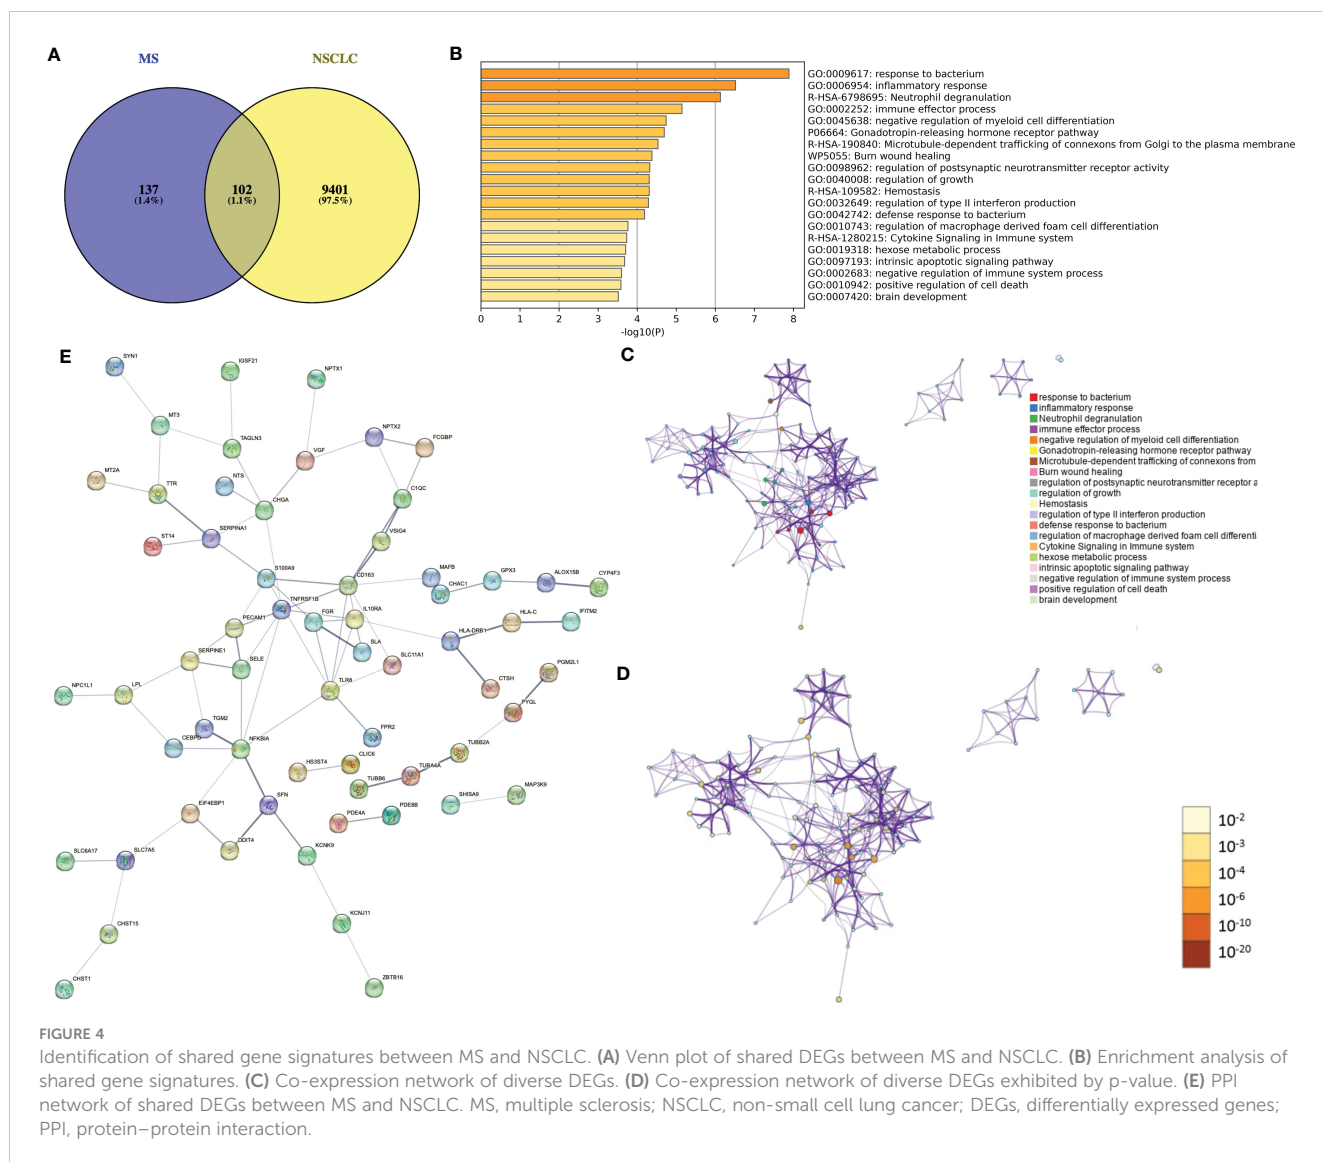 A
MS
NSCLC
137
(1.4%)
102
(1.1%)
9401
(97.5%)
B
GO:0009617: response to bacterium
GO:0006954: inflammatory response
R-HSA-6798695: Neutrophil degranulation
GO:0002252: immune effector process
GO:0045638: negative regulation of myeloid cell differentiation
P06664: Gonadotropin-releasing hormone receptor pathway
R-HSA-190840: Microtubule-dependent trafficking of connexons from Golgi to the plasma membrane
WP5055: Burn wound healing
GO:0098962: regulation of postsynaptic neurotransmitter receptor activity
GO:0040008: regulation of growth
R-HSA-109582: Hemostasis
GO:0032649: regulation of type II interferon production
GO:0042742: defense response to bacterium
GO:0010743: regulation of macrophage derived foam cell differentiation
R-HSA-1280215: Cytokine Signaling in Immune system
GO:0019318: hexose metabolic process
GO:0097193: intrinsic apoptotic signaling pathway
GO:0002683: negative regulation of immune system process
GO:0010942: positive regulation of cell death
GO:0007420: brain development
0 1 2 3 4 5 6 7 8
-log10(P)
E
SYN1
IGSF21
NPTX1
MT3
TAGLN3
VGF
NPTX2
FCGBP
MT2A
TTR
NTS
CHGA
C1QC
ST14
SERPINA1
VSIG4
S100A9
CD163
MAFB
CHAC1
GPX3
ALOX15B
CYP4F3
TNFRSF1B
PECAM1
FGR
IL10RA
HLA-DRB1
HLA-C
IFITM2
SERPINE1
SELE
SLA
SLC11A1
CTSH
PGM2L1
NPC1L1
LPL
TLR8
PYGL
TGM2
CEBPD
NFKBIA
FPR2
TUBB2A
HS3ST4
CLIC6
TUBB6
TUBA4A
EIF4EBP1
SFN
PDE4A
PDE8B
SHISA9
MAP3K9
SLC6A17
SLC7A5
DDIT4
KCNK9
CHST15
KCNJ11
CHST1
ZBTB16
C
response to bacterium
inflammatory response
Neutrophil degranulation
immune effector process
negative regulation of myeloid cell differentiation
Gonadotropin-releasing hormone receptor pathway
Microtubule-dependent trafficking of connexons from
Burn wound healing
regulation of postsynaptic neurotransmitter receptor a
regulation of growth
Hemostasis
regulation of type II interferon production
defense response to bacterium
regulation of macrophage derived foam cell differenti
Cytokine Signaling in Immune system
hexose metabolic process
intrinsic apoptotic signaling pathway
negative regulation of immune system process
positive regulation of cell death
brain development
D
10⁻²
10⁻³
10⁻⁴
10⁻⁶
10⁻¹⁰
10⁻²⁰
FIGURE 4
Identification of shared gene signatures between MS and NSCLC. (A) Venn plot of shared DEGs between MS and NSCLC. (B) Enrichment analysis of
shared gene signatures. (C) Co-expression network of diverse DEGs. (D) Co-expression network of diverse DEGs exhibited by p-value. (E) PPI
network of shared DEGs between MS and NSCLC. MS, multiple sclerosis; NSCLC, non-small cell lung cancer; DEGs, differentially expressed genes;
PPI, protein–protein interaction.